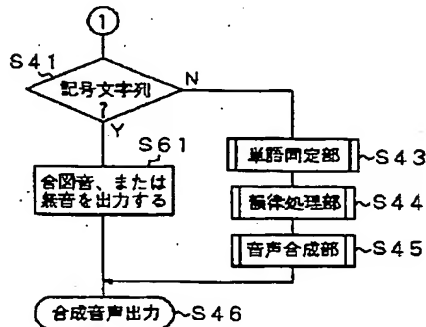 1
S41
記号文字列
?
N
Y
S61
合図音、または
無音を出力する
単語同定部
S43
韻律処理部
S44
音声合成部
S45
合成音声出力
S46